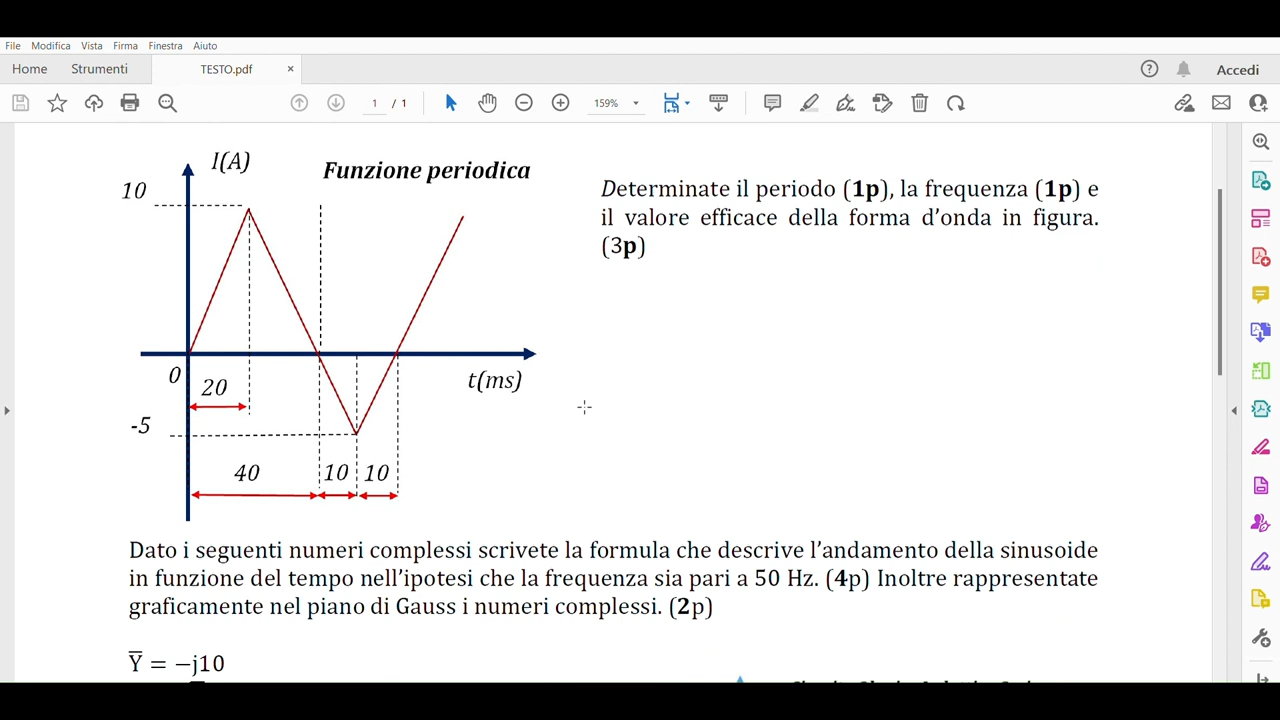 File Modifica Vista Firma Finestra Aiuto
Home Strumenti TESTO.pdf × Accedi
1 / 1 159%
I(A)
Funzione periodica
10
Determinate il periodo (1p), la frequenza (1p) e
il valore efficace della forma d'onda in figura.
(3p)
0
20
t(ms)
-5
40 10 10
Dato i seguenti numeri complessi scrivete la formula che descrive l'andamento della sinusoide
in funzione del tempo nell'ipotesi che la frequenza sia pari a 50 Hz. (4p) Inoltre rappresentate
graficamente nel piano di Gauss i numeri complessi. (2p)
Y̅ = −j10